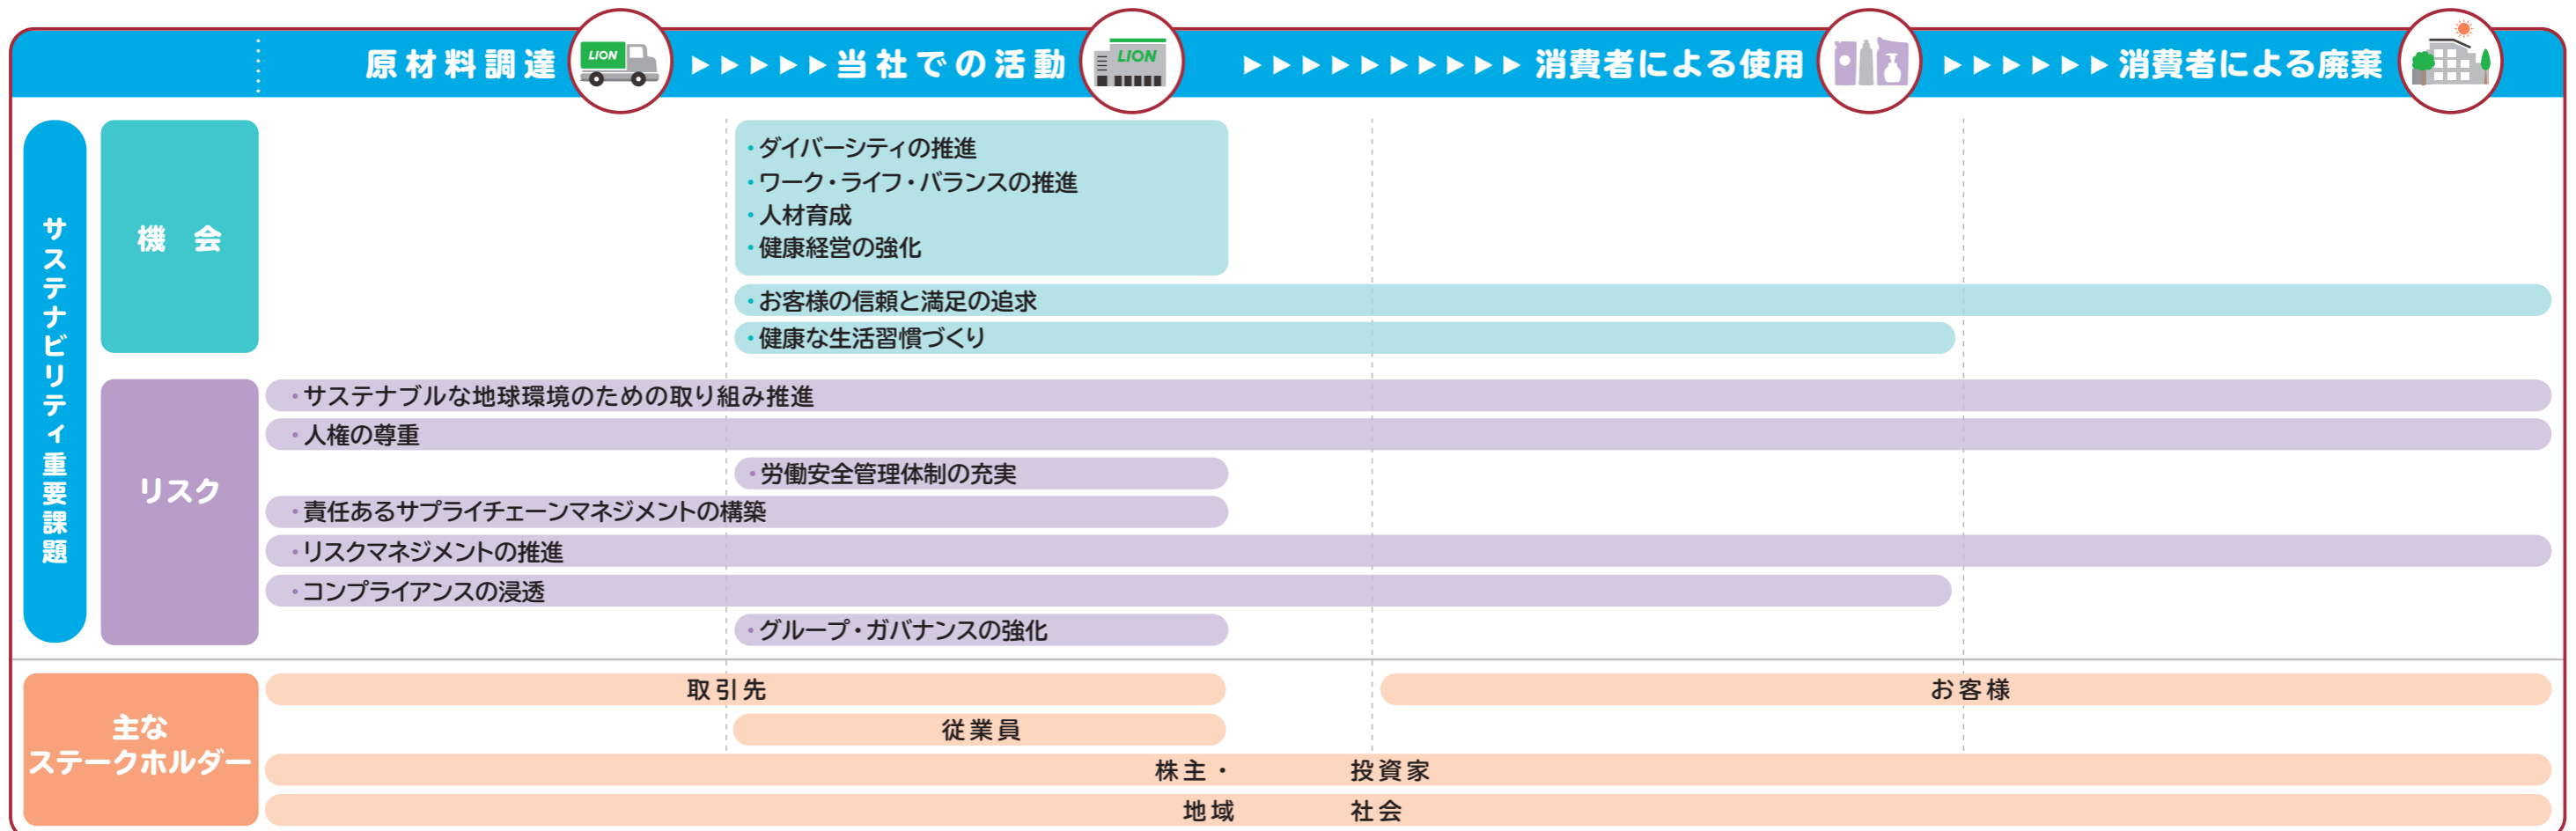 原材料調達
LION
▶▶▶▶▶当社での活動
LION
▶▶▶▶▶▶▶▶▶▶消費者による使用
▶▶▶▶▶▶消費者による廃棄
サステナビリティ重要課題
機 会
・ダイバーシティの推進
・ワーク・ライフ・バランスの推進
・人材育成
・健康経営の強化
・お客様の信頼と満足の追求
・健康な生活習慣づくり
リスク
・サステナブルな地球環境のための取り組み推進
・人権の尊重
・労働安全管理体制の充実
・責任あるサプライチェーンマネジメントの構築
・リスクマネジメントの推進
・コンプライアンスの浸透
・グループ・ガバナンスの強化
主な
ステークホルダー
取引先
お客様
従業員
株主・ 投資家
地域 社会